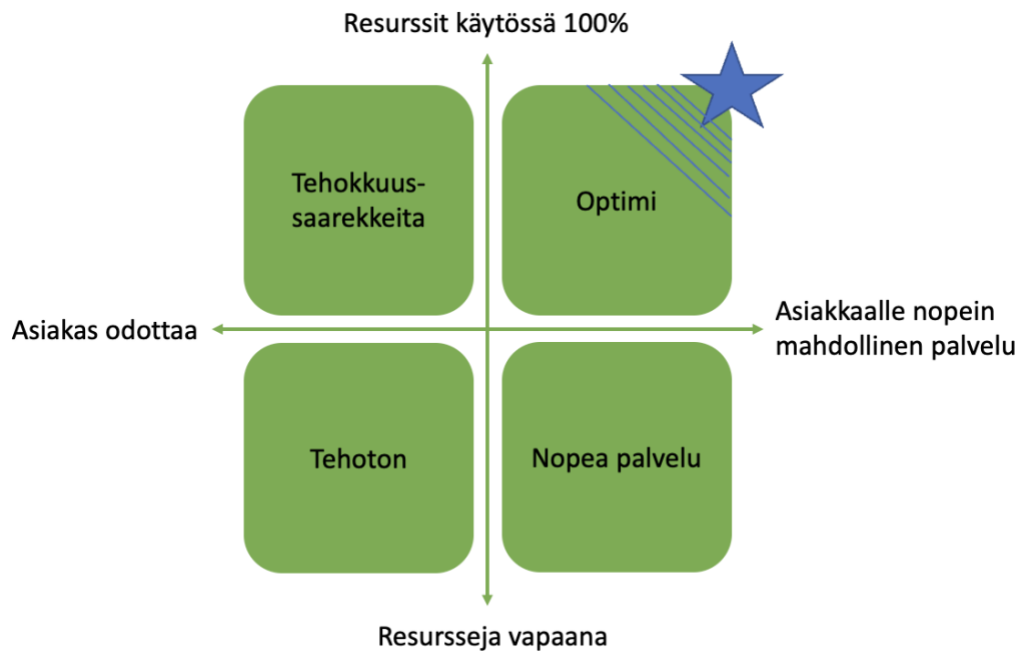 Resurssit käytössä 100%
Tehokkuus-
saarekkeita
Optimi
Asiakas odottaa
Asiakkaalle nopein
mahdollinen palvelu
Tehoton
Nopea palvelu
Resursseja vapaana